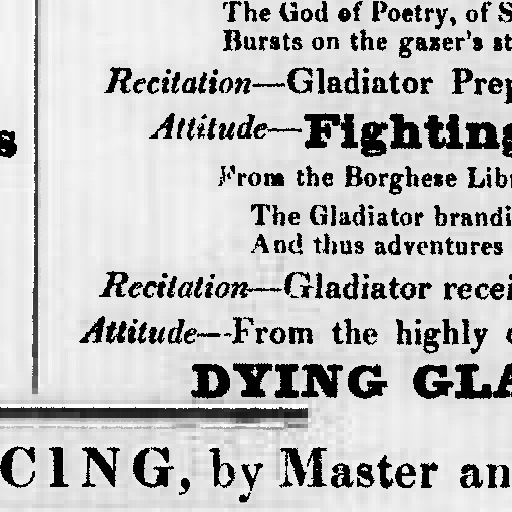 The God of Poetry, of S
Bursts on the gazer's st
Recitation—Gladiator Prep
Attitude—Fighting
s
From the Borghese Libr
The Gladiator brandi
And thus adventures
Recitation—Gladiator recei
Attitude—From the highly
DYING GLA
CING, by Master an